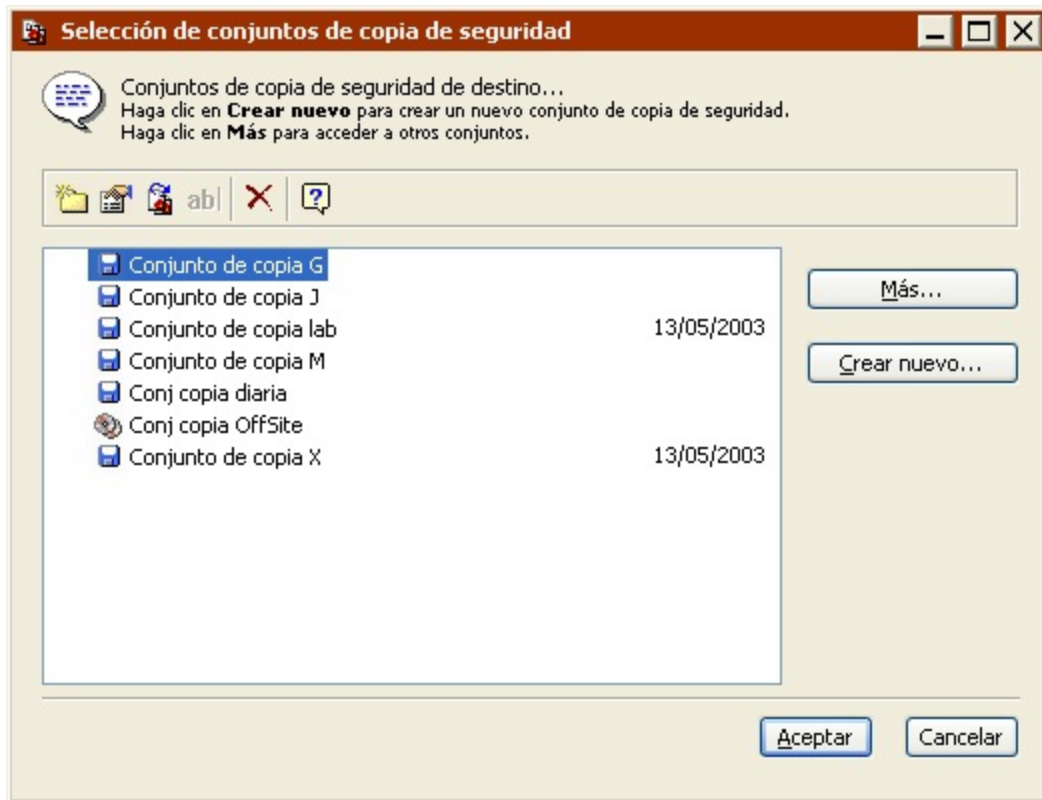 Selección de conjuntos de copia de seguridad
Conjuntos de copia de seguridad de destino...
Haga clic en Crear nuevo para crear un nuevo conjunto de copia de seguridad.
Haga clic en Más para acceder a otros conjuntos.
ab|
Conjunto de copia G
Conjunto de copia J
Conjunto de copia lab 13/05/2003
Conjunto de copia M
Conj copia diaria
Conj copia OffSite
Conjunto de copia X 13/05/2003
Más...
Crear nuevo...
Aceptar Cancelar